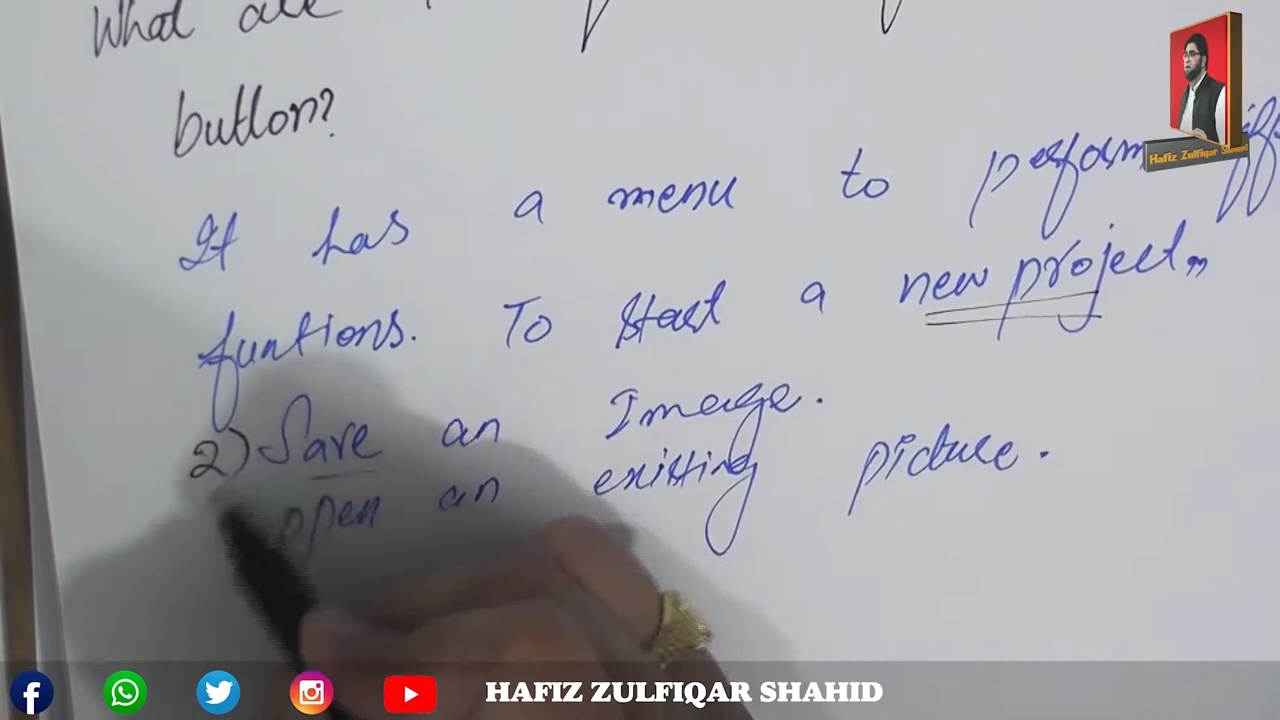 What are
button?
It has a menu to perform
funtions. To start a new project,,
2) Save an Image.
open an existing picture.
Hafiz Zulfiqar Shahid
HAFIZ ZULFIQAR SHAHID